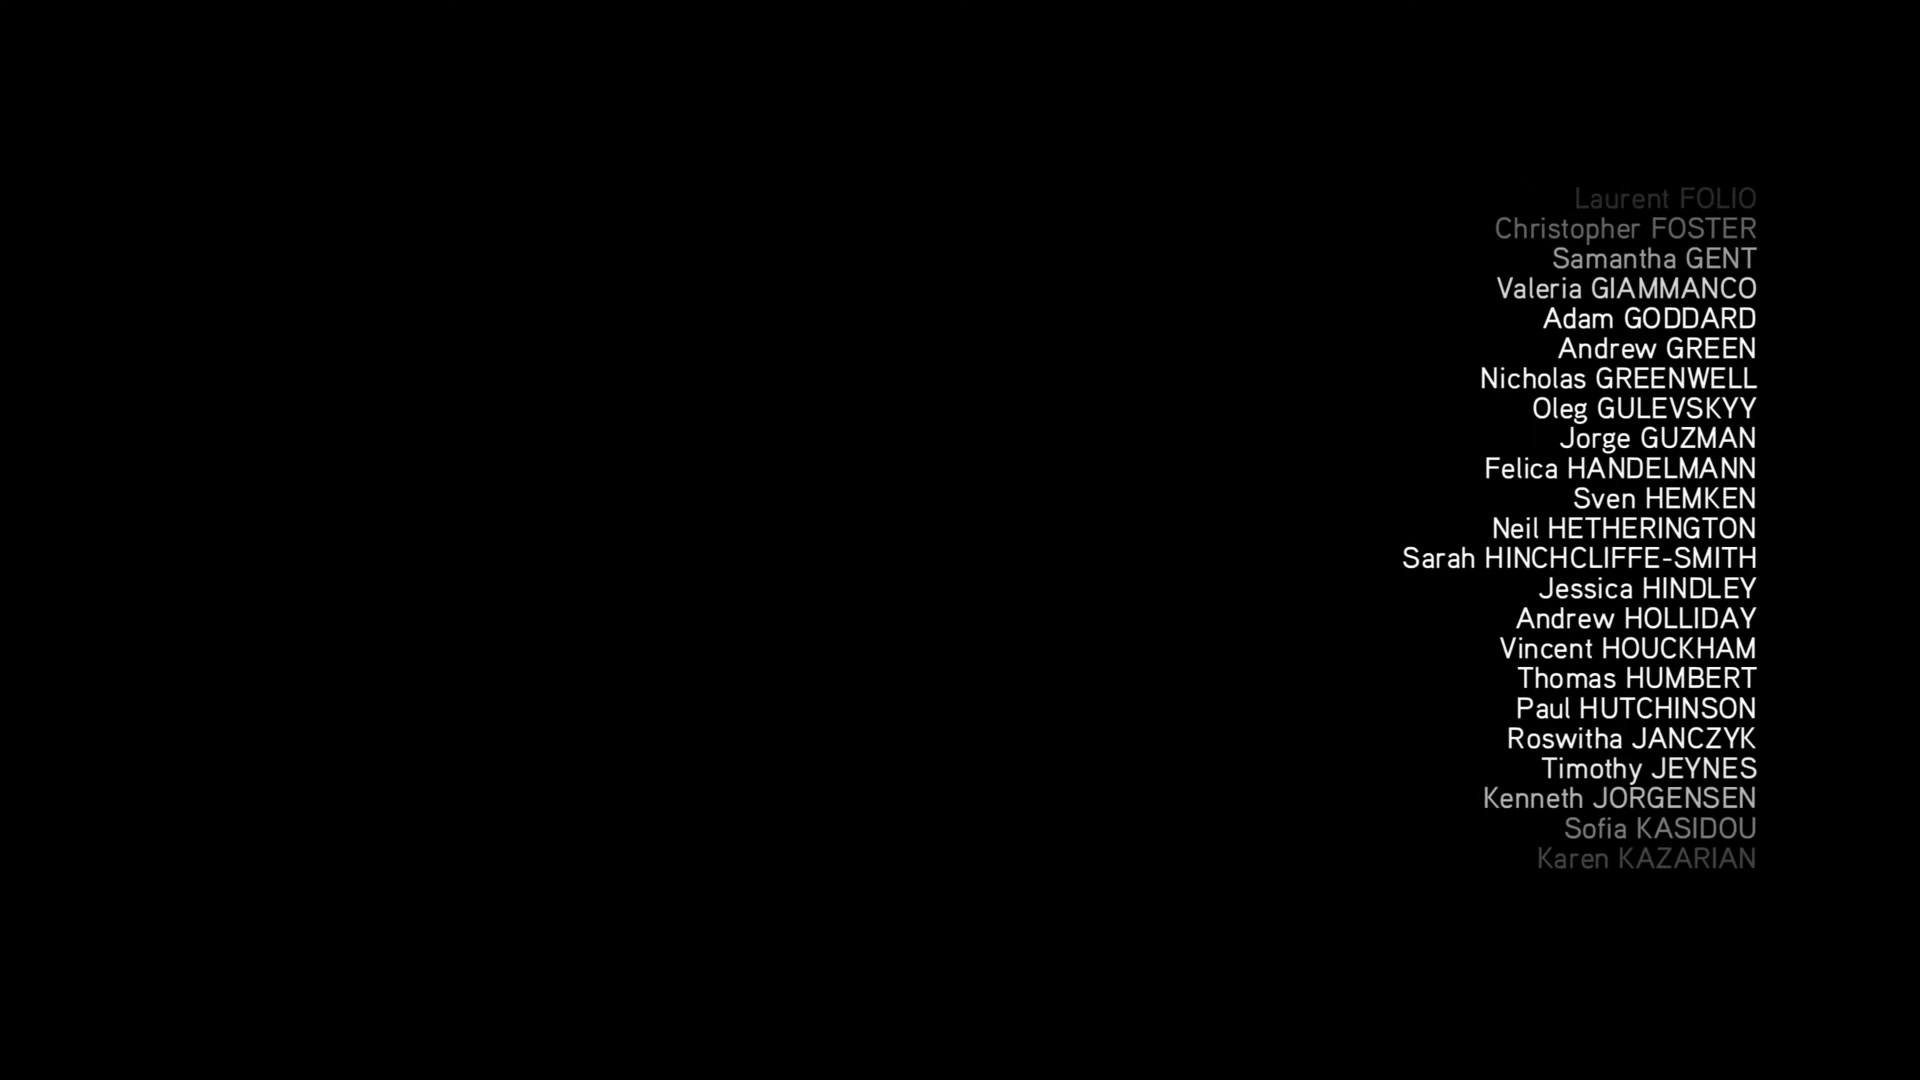 Laurent FOLIO
Christopher FOSTER
Samantha GENT
Valeria GIAMMANCO
Adam GODDARD
Andrew GREEN
Nicholas GREENWELL
Oleg GULEVSKYY
Jorge GUZMAN
Felica HANDELMANN
Sven HEMKEN
Neil HETHERINGTON
Sarah HINCHCLIFFE-SMITH
Jessica HINDLEY
Andrew HOLLIDAY
Vincent HOUCKHAM
Thomas HUMBERT
Paul HUTCHINSON
Roswitha JANCZYK
Timothy JEYNES
Kenneth JORGENSEN
Sofia KASIDOU
Karen KAZARIAN